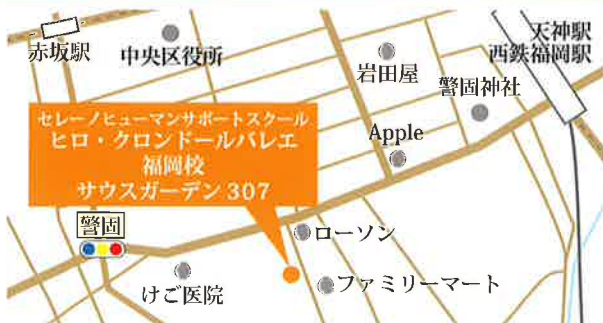 赤坂駅
中央区役所
岩田屋
天神駅
西鉄福岡駅
警固神社
Apple
セレーノヒューマンサポートスクール
ヒロ・クロンドールバレエ
福岡校
サウスガーデン 307
警固
ローソン
けご医院
ファミリーマート